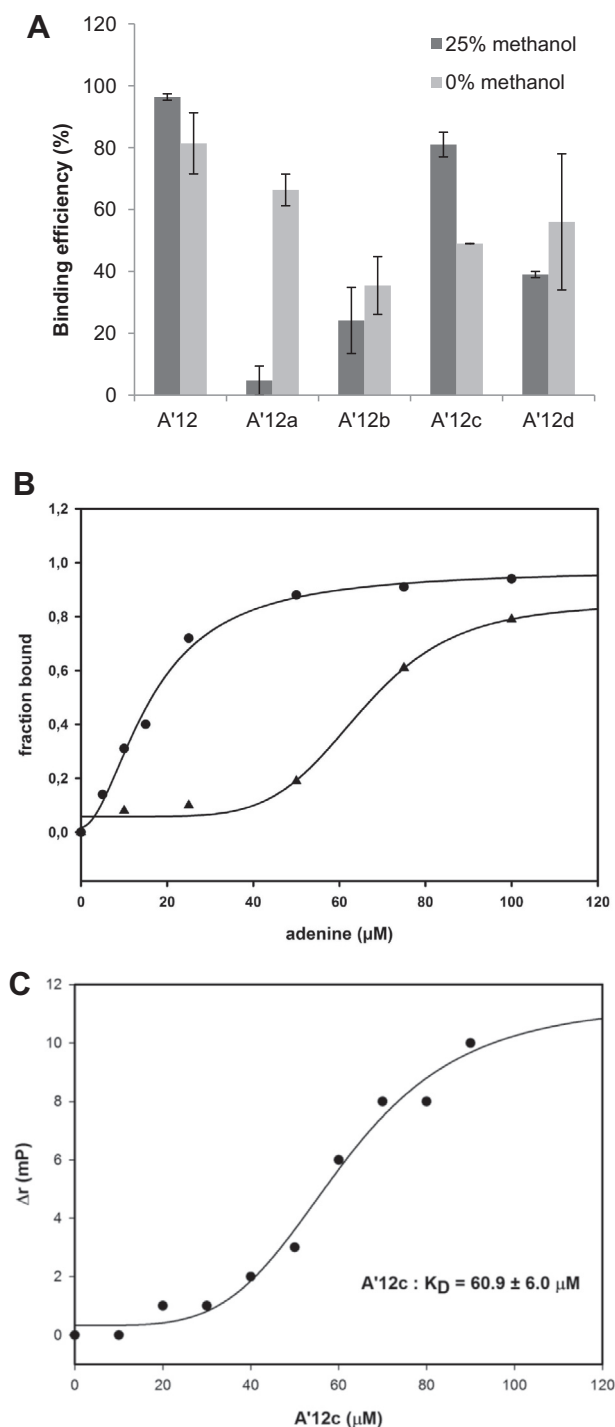 A
120
100
80
60
40
20
0
Binding efficiency (%)
25% methanol
0% methanol
A'12 A'12a A'12b A'12c A'12d
B
1,2
1,0
0,8
0,6
0,4
0,2
0,0
fraction bound
0 20 40 60 80 100 120
adenine (µM)
C
12
10
8
6
4
2
0
Δr (mP)
A'12c : KD = 60.9 ± 6.0 µM
0 20 40 60 80 100 120
A'12c (µM)